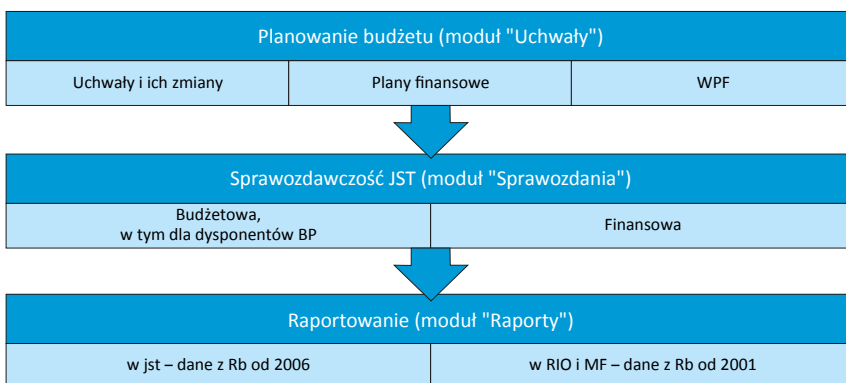 Planowanie budżetu (moduł "Uchwały")
Uchwały i ich zmiany
Plany finansowe
WPF
Sprawozdawczość JST (moduł "Sprawozdania")
Budżetowa,
w tym dla dysponentów BP
Finansowa
Raportowanie (moduł "Raporty")
w jst – dane z Rb od 2006
w RIO i MF – dane z Rb od 2001